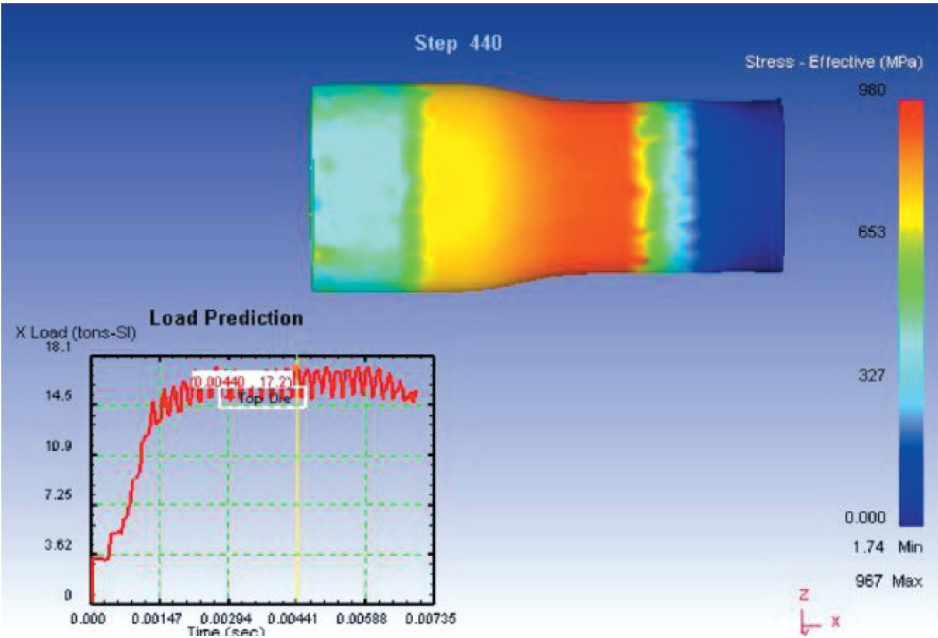 Step 440
Stress - Effective (MPa)
980
653
327
0.000
1.74 Min
967 Max
Load Prediction
X Load (tons-SI)
18.1
14.5
10.9
7.25
3.62
0
(0.00440 , 17.2)
Top Die
0.000 0.00147 0.00294 0.00441 0.00588 0.00735
Time (sec)
Z
X
Y